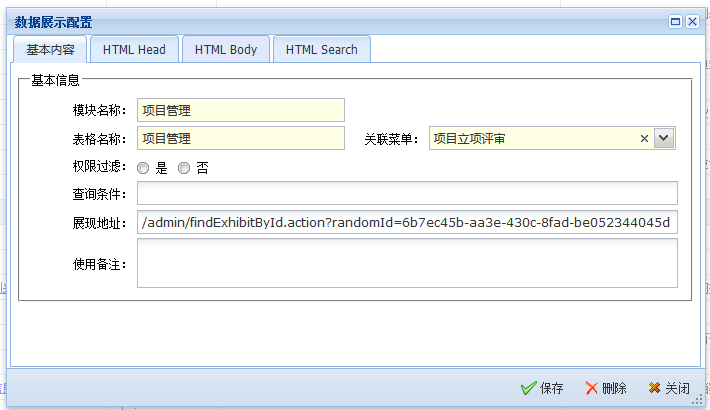 数据展示配置
基本内容 HTML Head HTML Body HTML Search
基本信息
模块名称: 项目管理
表格名称: 项目管理 关联菜单: 项目立项评审
权限过滤: 是 否
查询条件:
展现地址: /admin/findExhibitById.action?randomId=6b7ec45b-aa3e-430c-8fad-be052344045d
使用备注:
保存 删除 关闭